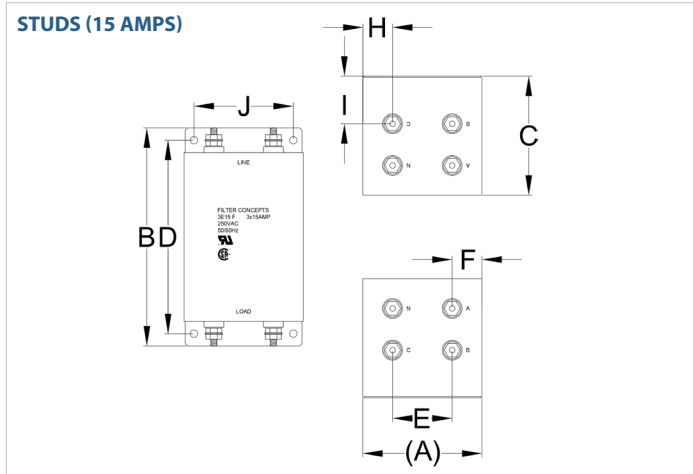 STUDS (15 AMPS)
H
J
I
C
C
B
N
A
LINE
FILTER CONCEPTS
3E15 F 3x15AMP
250VAC
50/60Hz
B
D
LOAD
F
N
A
C
B
E
(A)